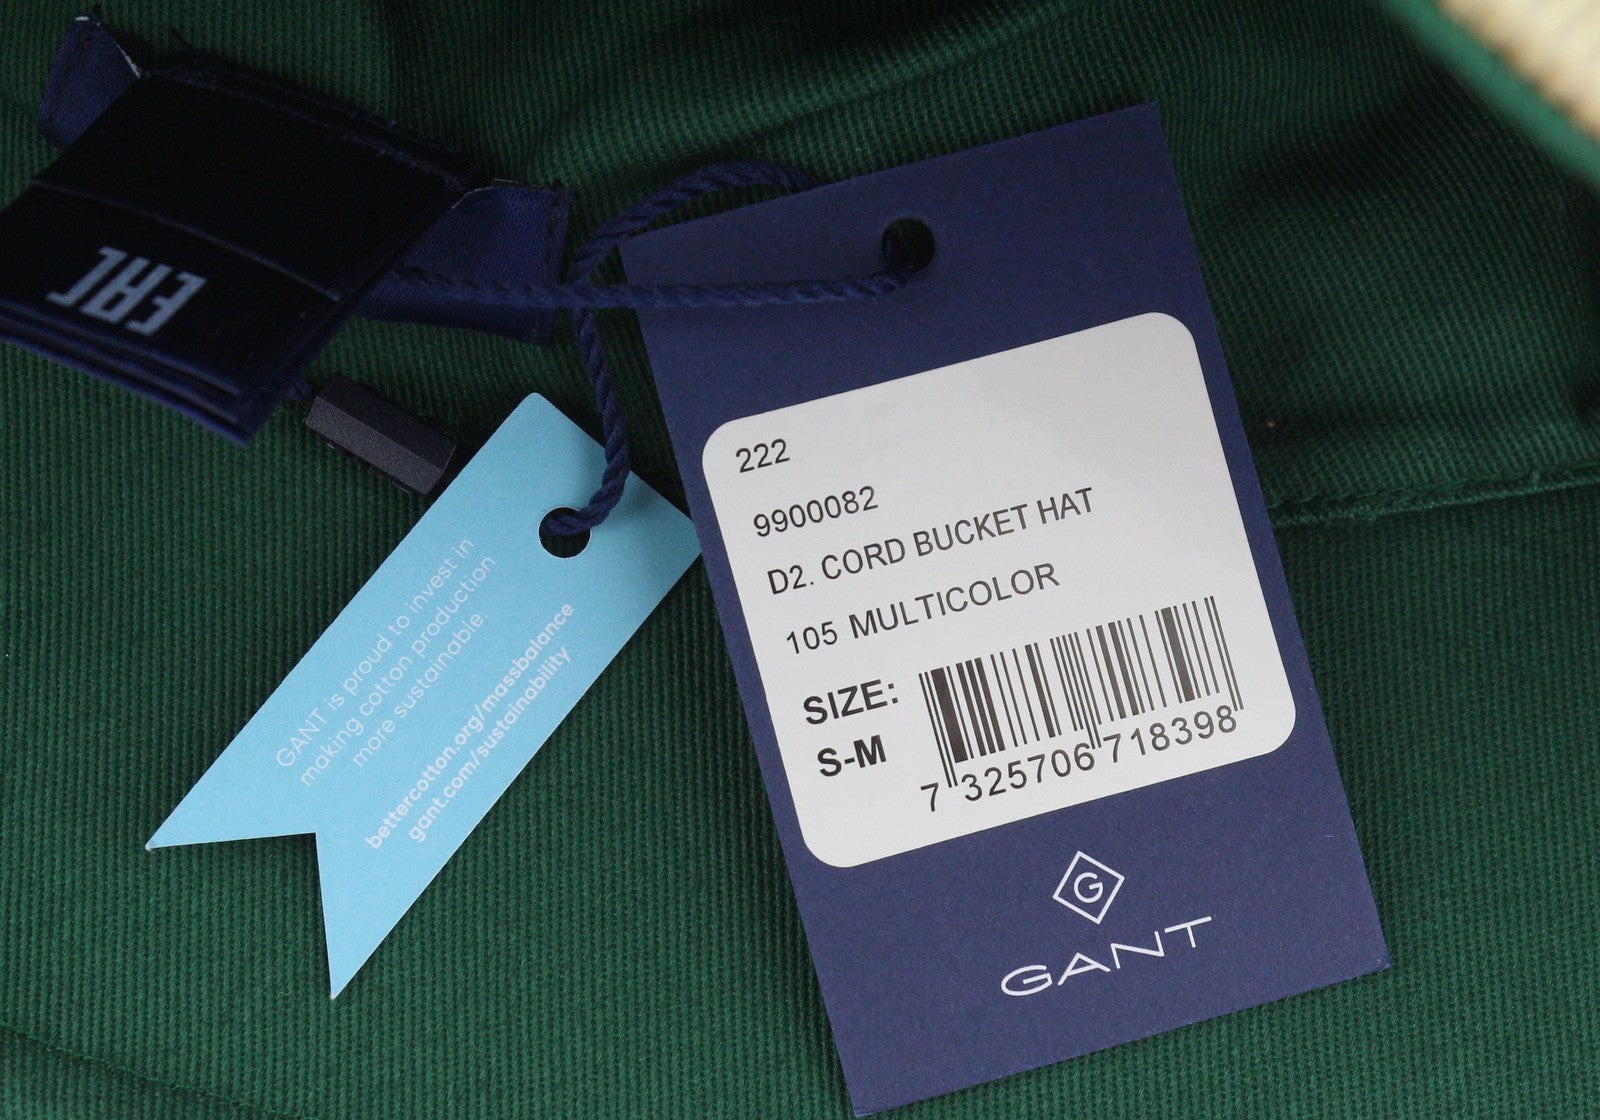 EAC
GANT is proud to invest in
making cotton production
more sustainable.
bettercotton.org/massbalance
gant.com/sustainability
222
9900082
D2. CORD BUCKET HAT
105 MULTICOLOR
SIZE:
S-M
7 325706 718398
G
GANT